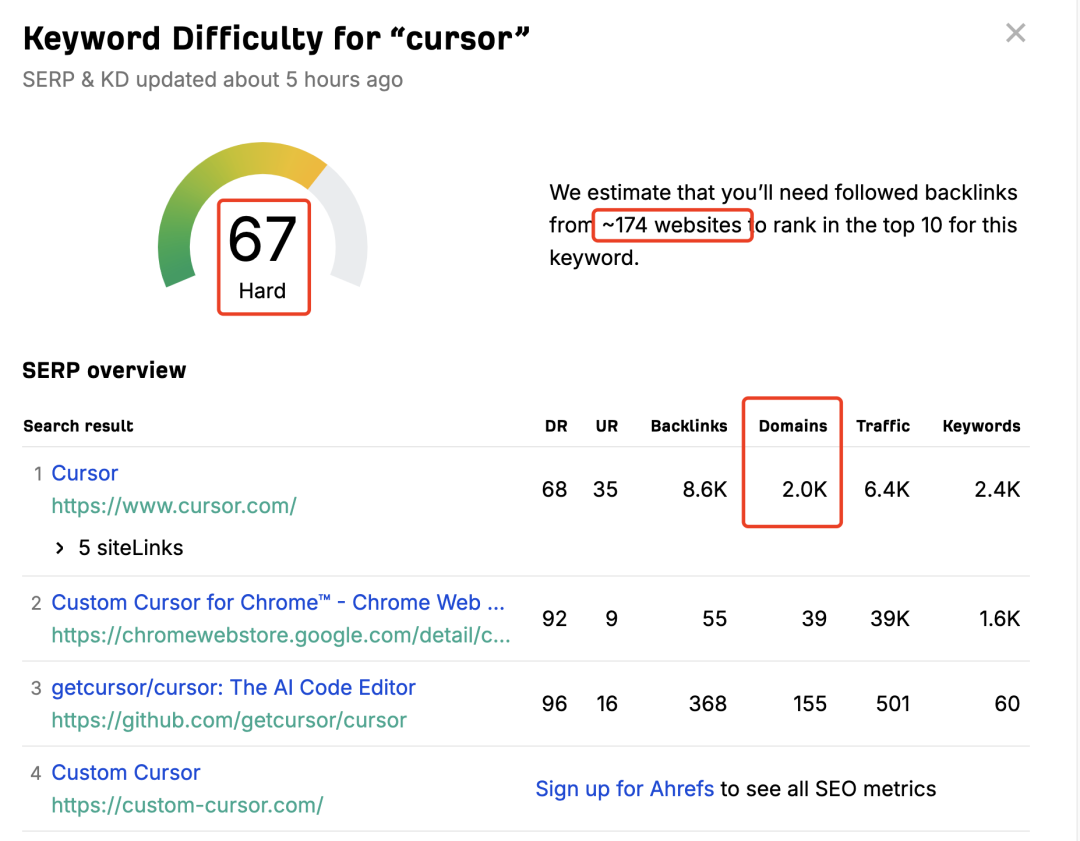 Keyword Difficulty for “cursor”
SERP & KD updated about 5 hours ago
67
Hard
We estimate that you’ll need followed backlinks
from ~174 websites to rank in the top 10 for this
keyword.
SERP overview
Search result DR UR Backlinks Domains Traffic Keywords
1 Cursor
https://www.cursor.com/
68 35 8.6K 2.0K 6.4K 2.4K
5 siteLinks
2 Custom Cursor for Chrome™ - Chrome Web ...
https://chromewebstore.google.com/detail/c...
92 9 55 39 39K 1.6K
3 getcursor/cursor: The AI Code Editor
https://github.com/getcursor/cursor
96 16 368 155 501 60
4 Custom Cursor
https://custom-cursor.com/
Sign up for Ahrefs to see all SEO metrics